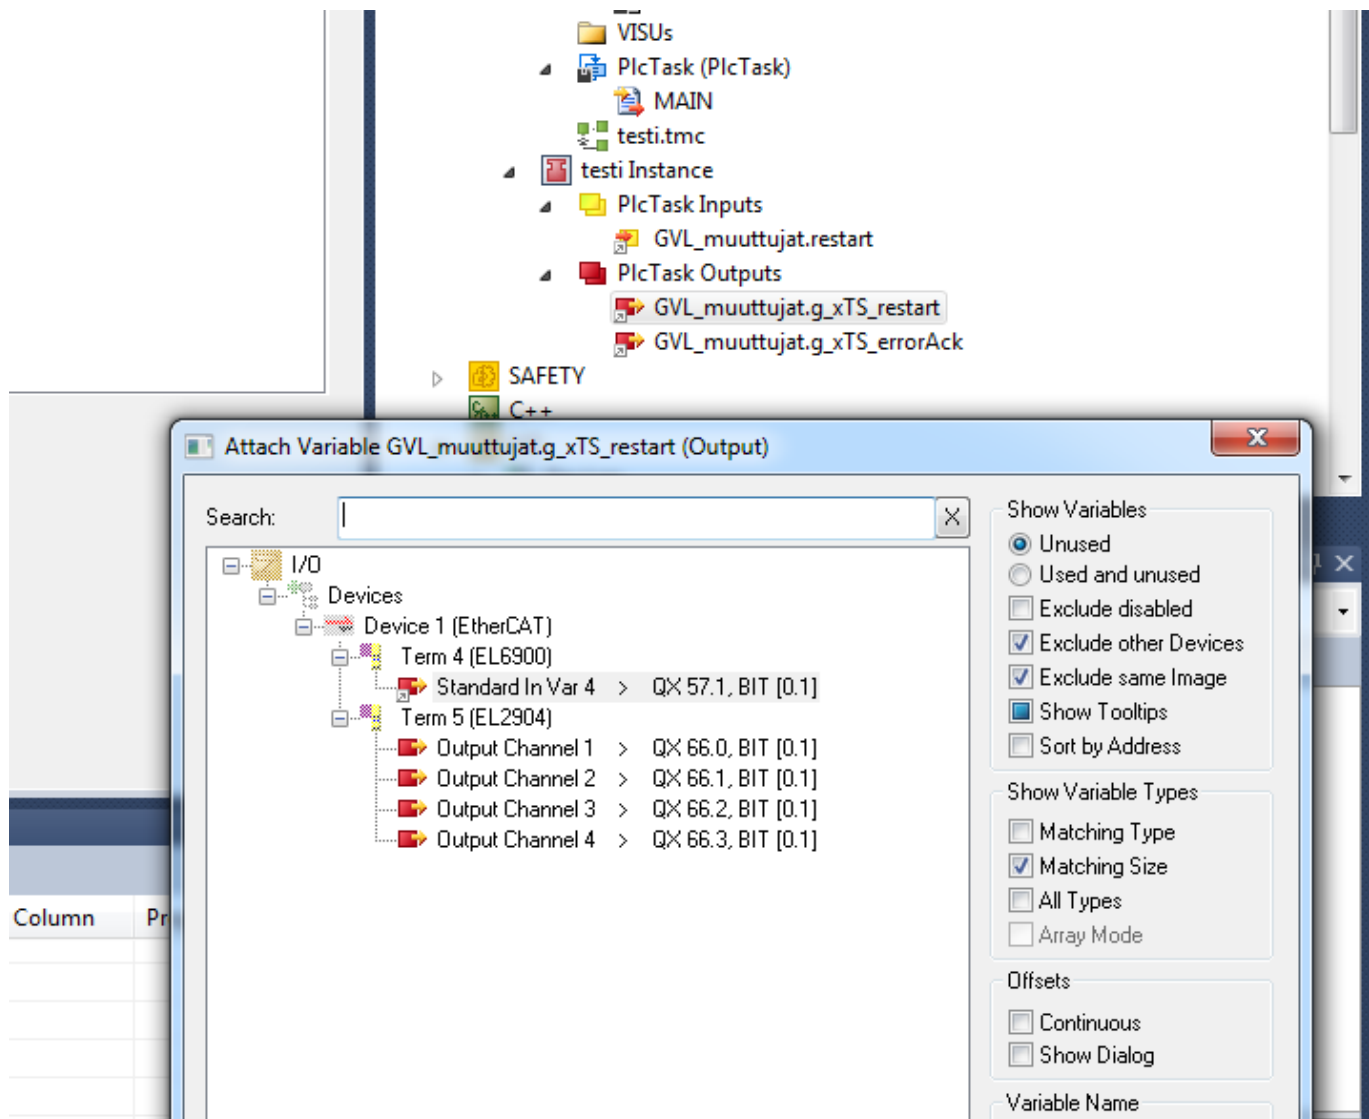 VISUs
PlcTask (PlcTask)
MAIN
testi.tmc
testi Instance
PlcTask Inputs
GVL_muuttujat.restart
PlcTask Outputs
GVL_muuttujat.g_xTS_restart
GVL_muuttujat.g_xTS_errorAck
SAFETY
C++
Attach Variable GVL_muuttujat.g_xTS_restart (Output)
Search:
I/O
Devices
Device 1 (EtherCAT)
Term 4 (EL6900)
Standard In Var 4 > QX 57.1, BIT [0.1]
Term 5 (EL2904)
Output Channel 1 > QX 66.0, BIT [0.1]
Output Channel 2 > QX 66.1, BIT [0.1]
Output Channel 3 > QX 66.2, BIT [0.1]
Output Channel 4 > QX 66.3, BIT [0.1]
Show Variables
Unused
Used and unused
Exclude disabled
Exclude other Devices
Exclude same Image
Show Tooltips
Sort by Address
Show Variable Types
Matching Type
Matching Size
All Types
Array Mode
Offsets
Continuous
Show Dialog
Variable Name
Column Pr